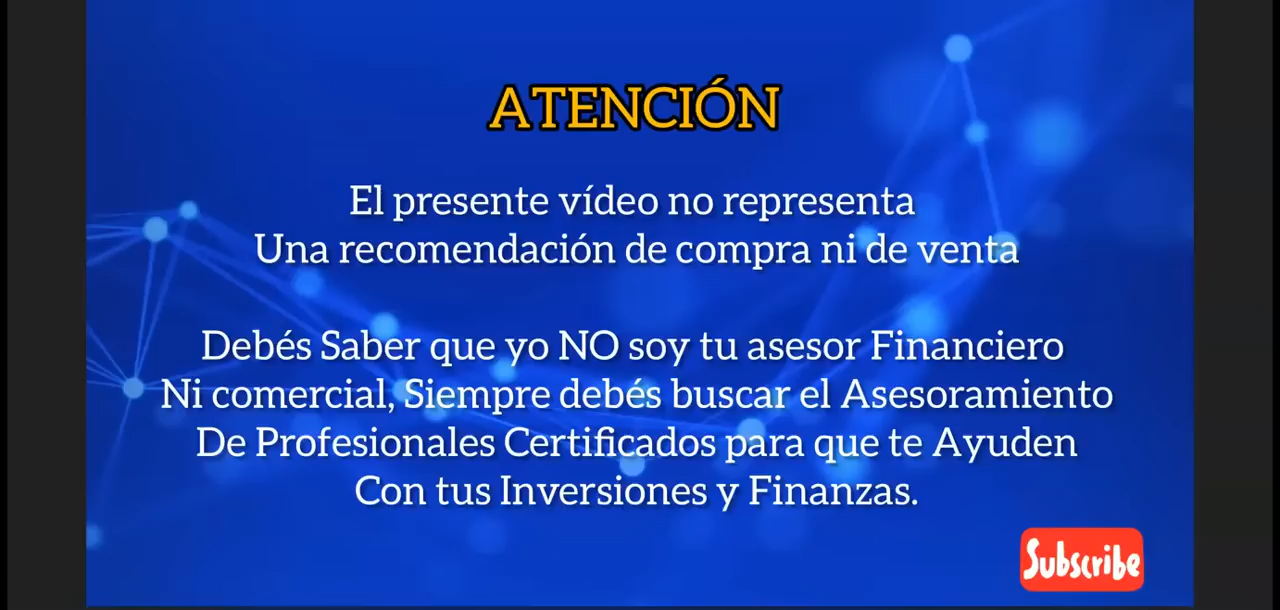 ATENCIÓN
El presente vídeo no representa
Una recomendación de compra ni de venta
Debés Saber que yo NO soy tu asesor Financiero
Ni comercial, Siempre debés buscar el Asesoramiento
De Profesionales Certificados para que te Ayuden
Con tus Inversiones y Finanzas.
Subscribe